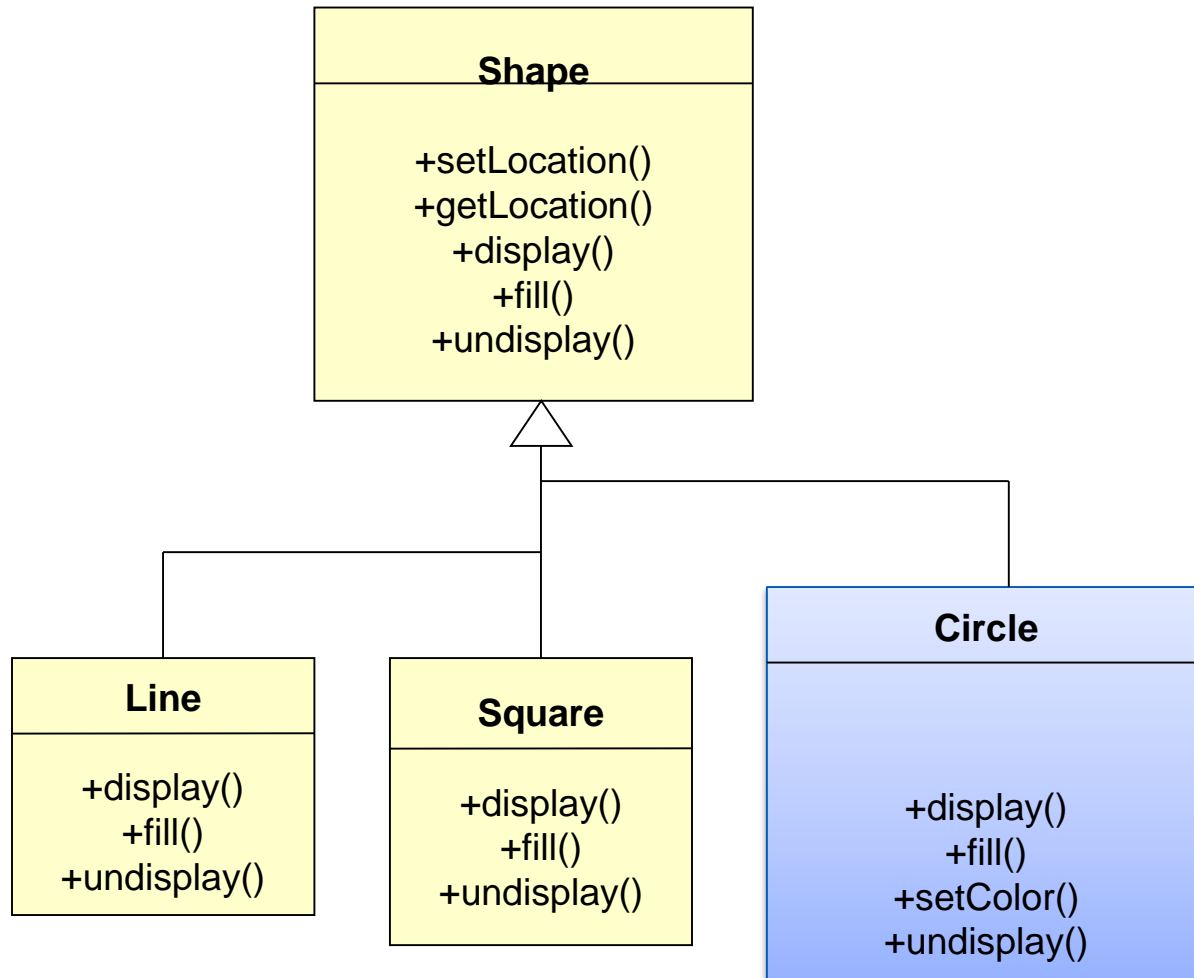 Shape
+setLocation()
+getLocation()
+display()
+fill()
+undisplay()
Line
+display()
+fill()
+undisplay()
Square
+display()
+fill()
+undisplay()
Circle
+display()
+fill()
+setColor()
+undisplay()